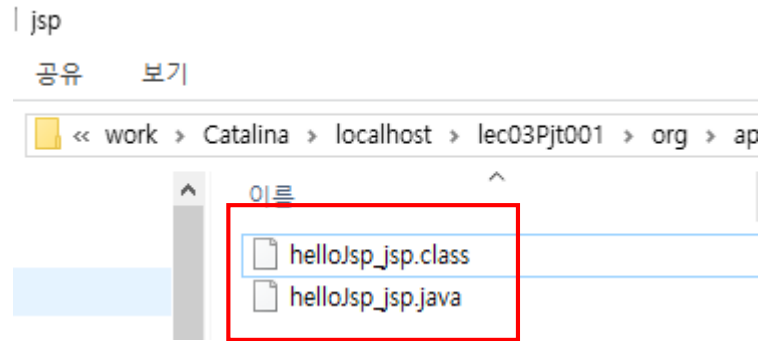 jsp
공유 보기
« work > Catalina > localhost > lec03Pjt001 > org > ap
이름
helloJsp_jsp.class
helloJsp_jsp.java